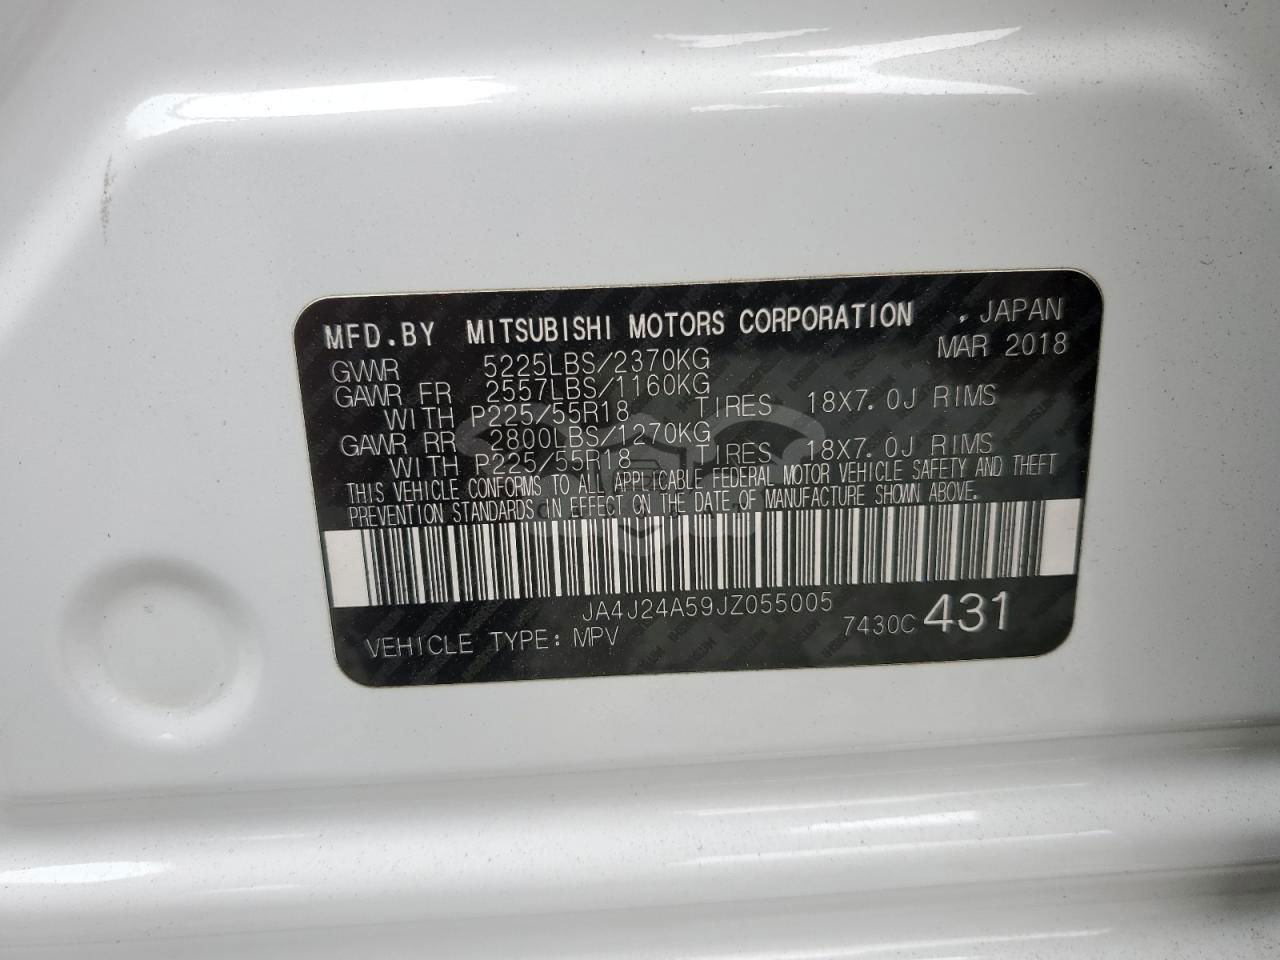 MFD.BY MITSUBISHI MOTORS CORPORATION , JAPAN
MAR 2018
GVWR 5225LBS/2370KG
GAWR FR 2557LBS/1160KG
WITH P225/55R18 TIRES 18X7.0J RIMS
GAWR RR 2800LBS/1270KG
WITH P225/55R18 TIRES 18X7.0J RIMS
THIS VEHICLE CONFORMS TO ALL APPLICABLE FEDERAL MOTOR VEHICLE SAFETY AND THEFT
PREVENTION STANDARDS IN EFFECT ON THE DATE OF MANUFACTURE SHOWN ABOVE.
JA4J24A59JZ055005
7430C 431
VEHICLE TYPE: MPV